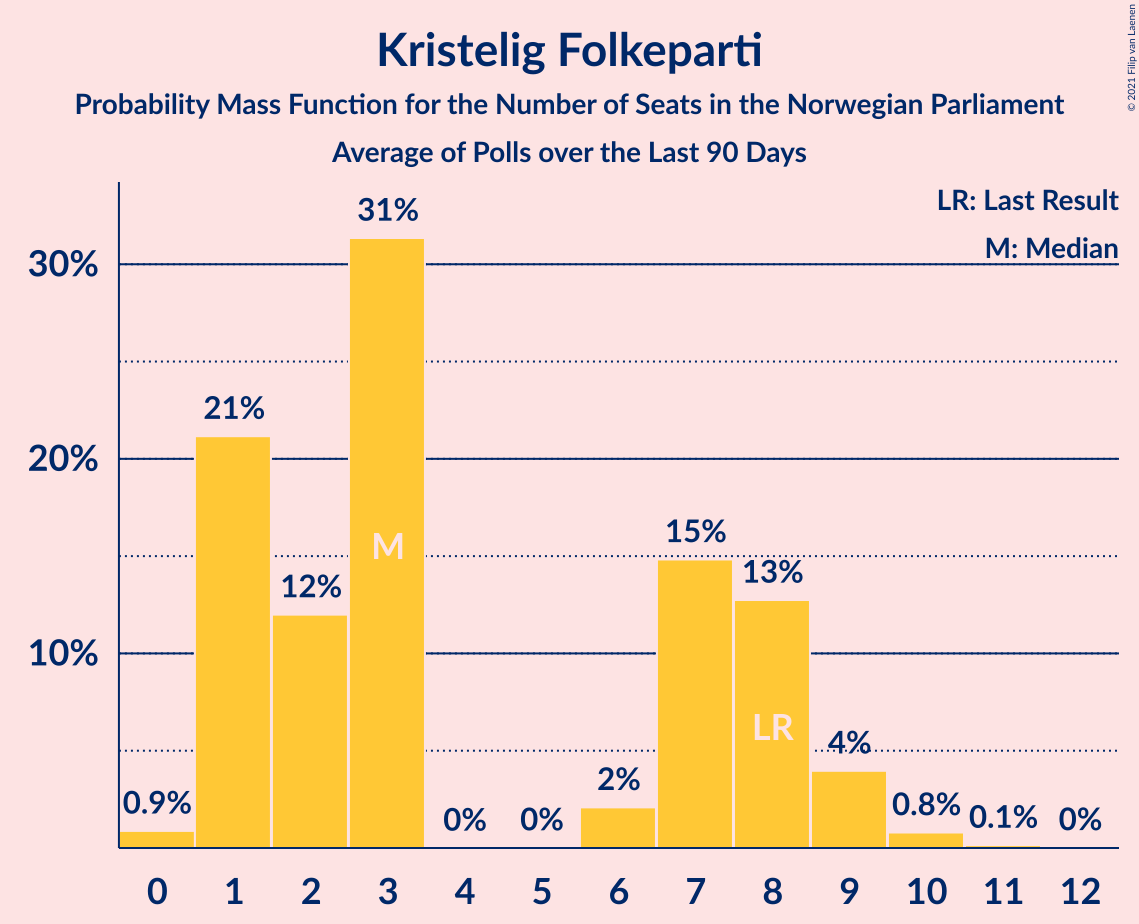 Kristelig Folkeparti
Probability Mass Function for the Number of Seats in the Norwegian Parliament
Average of Polls over the Last 90 Days
© 2021 Filip van Laenen
LR: Last Result
M: Median
30%
20%
10%
0.9%
21%
12%
31%
0%
0%
2%
15%
13%
4%
0.8%
0.1%
0%
M
LR
0 1 2 3 4 5 6 7 8 9 10 11 12